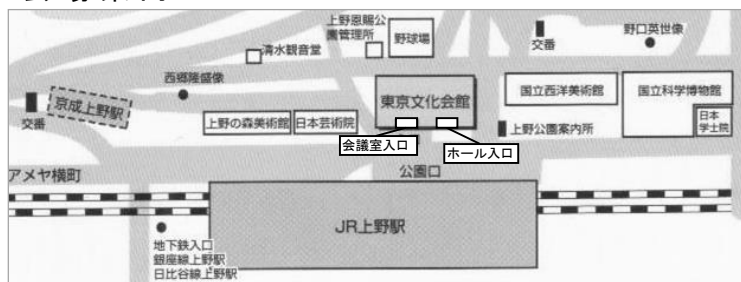 上野恩賜公
園管理所
野球場
交番
野口英世像
清水観音堂
西郷隆盛像
京成上野駅
交番
東京文化会館
国立西洋美術館
国立科学博物館
上野の森美術館
日本芸術院
上野公園案内所
日本
学士院
会議室入口
ホール入口
アメヤ横町
公園口
JR上野駅
地下鉄入口
銀座線上野駅
日比谷線上野駅